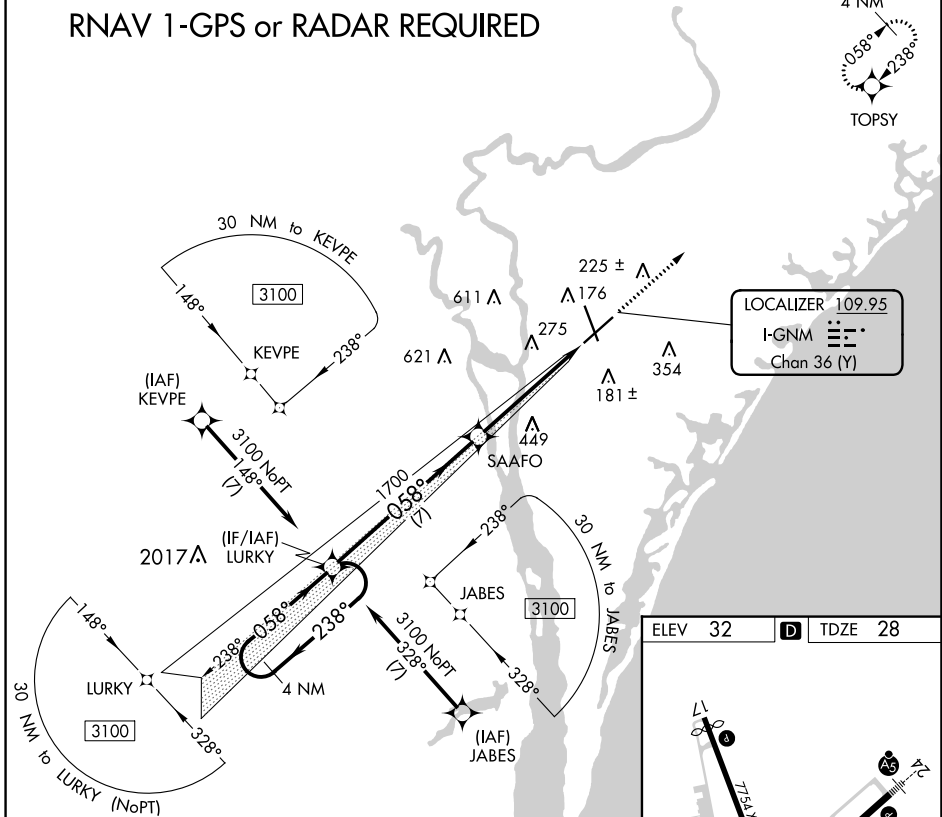 RNAV 1-GPS or RADAR REQUIRED
4 NM
058°
238°
TOPSY
30 NM to KEVPE
3100
148°
238°
KEVPE
(IAF)
KEVPE
3100 NoPT
148°
(7)
611
225 ±
176
275
621
354
181 ±
449
LOCALIZER 109.95
I-GNM
Chan 36 (Y)
SAAFO
1700
058°
(7)
2017
(IF/IAF)
LURKY
238°
058°
238°
4 NM
238°
30 NM to JABES
JABES
3100
328°
3100 NoPT
328°
(7)
(IAF)
JABES
148°
LURKY
3100
328°
30 NM to LURKY (NoPT)
ELEV 32
D
TDZE 28
17
P
7754 X
A5
24